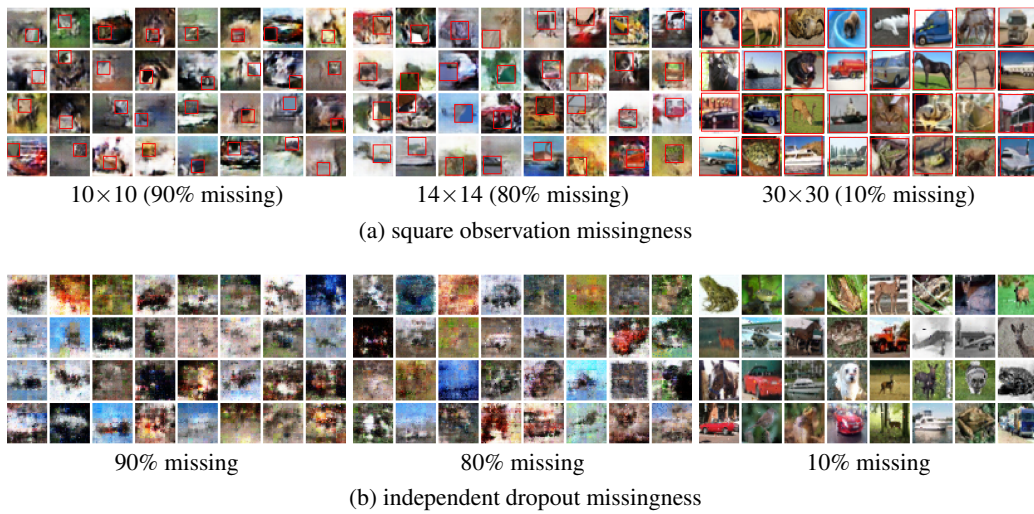 10×10 (90% missing)
14×14 (80% missing)
30×30 (10% missing)
(a) square observation missingness
90% missing
80% missing
10% missing
(b) independent dropout missingness